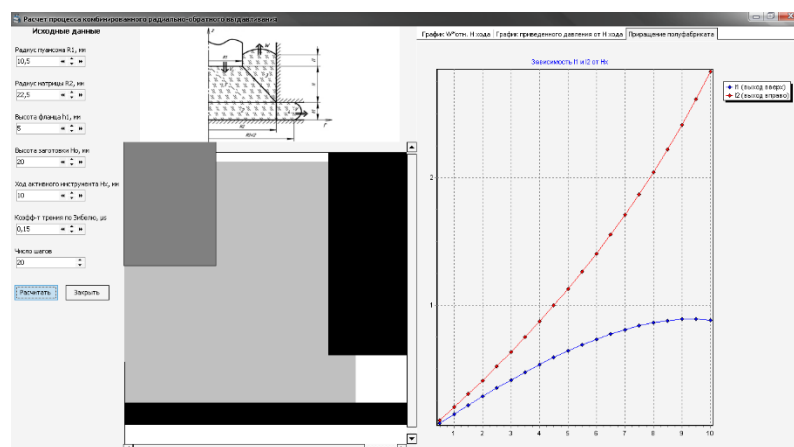 Расчет процесса комбинированного радиально-обратного выдавливания
Исходные данные
Радиус пуансона R1, мм
10,5
Радиус матрицы R2, мм
22,5
Высота фланца h1, мм
5
Высота заготовки Ho, мм
20
Ход активного инструмента Hx, мм
10
Коэфф-т трения по Зибелю, μs
0,15
Число шагов
20
Расчитать
Закрыть
График W*отн. H хода
График приведенного давления от H хода
Приращение полуфабриката
Зависимость l1 и l2 от Hx
l1 (выход вверх)
l2 (выход вправо)
2
1
1 2 3 4 5 6 7 8 9 10